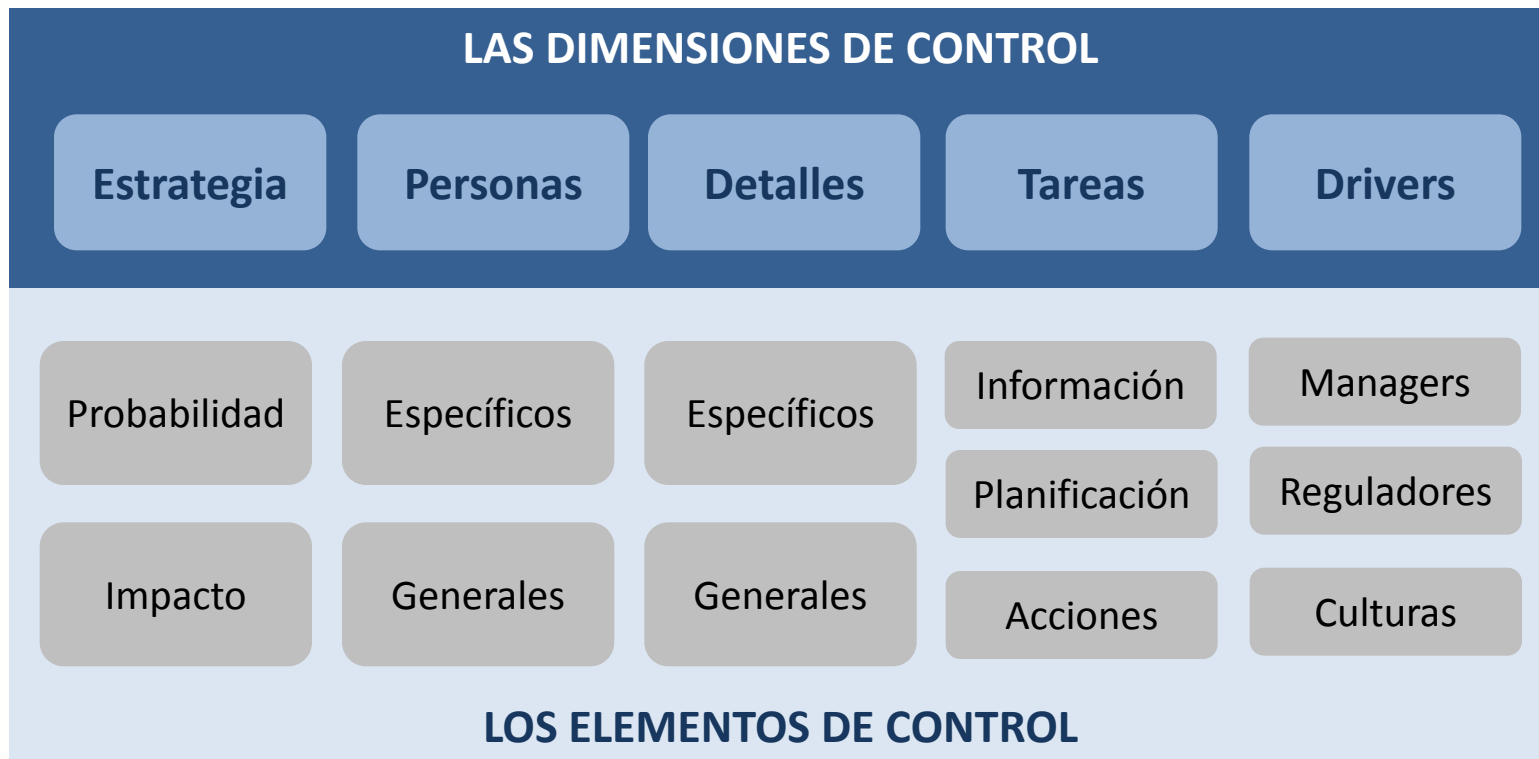 LAS DIMENSIONES DE CONTROL
Estrategia
Personas
Detalles
Tareas
Drivers
Probabilidad
Impacto
Específicos
Generales
Específicos
Generales
Información
Planificación
Acciones
Managers
Reguladores
Culturas
LOS ELEMENTOS DE CONTROL